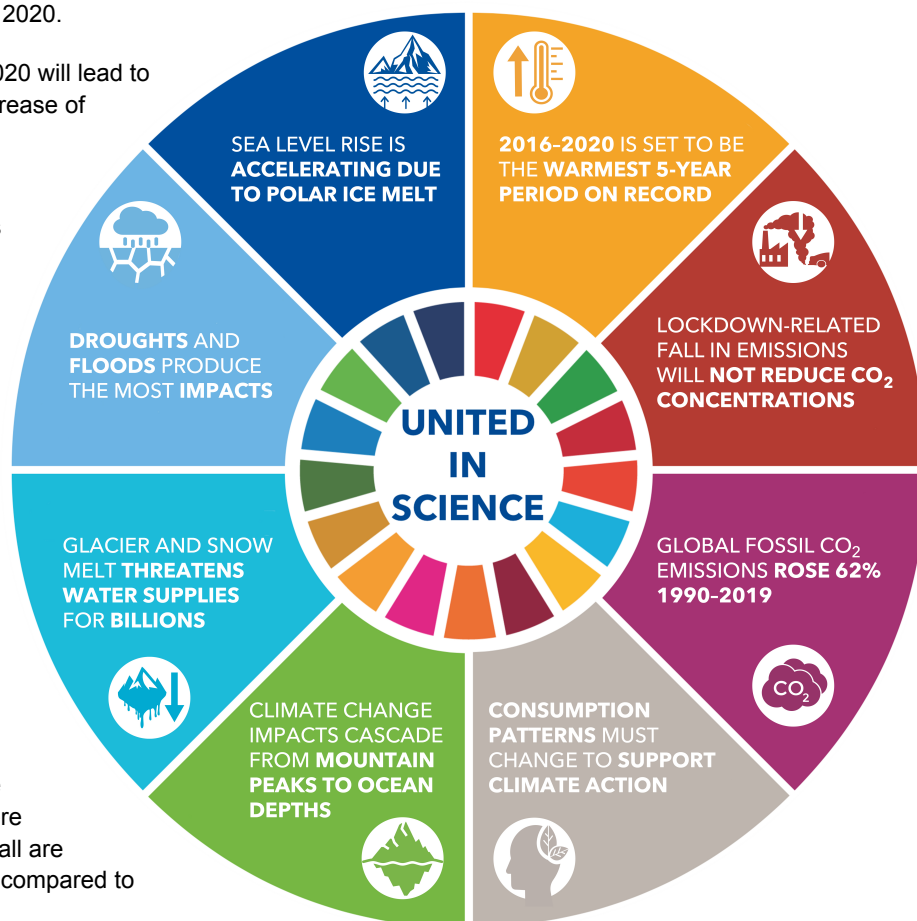 2020.
020 will lead to
rease of
SEA LEVEL RISE IS
ACCELERATING DUE
TO POLAR ICE MELT
2016–2020 IS SET TO BE
THE WARMEST 5-YEAR
PERIOD ON RECORD
LOCKDOWN-RELATED
FALL IN EMISSIONS
WILL NOT REDUCE CO₂
CONCENTRATIONS
GLOBAL FOSSIL CO₂
EMISSIONS ROSE 62%
1990–2019
CO₂
CONSUMPTION
PATTERNS MUST
CHANGE TO SUPPORT
CLIMATE ACTION
CLIMATE CHANGE
IMPACTS CASCADE
FROM MOUNTAIN
PEAKS TO OCEAN
DEPTHS
GLACIER AND SNOW
MELT THREATENS
WATER SUPPLIES
FOR BILLIONS
DROUGHTS AND
FLOODS PRODUCE
THE MOST IMPACTS
UNITED
IN
SCIENCE
re
all are
compared to